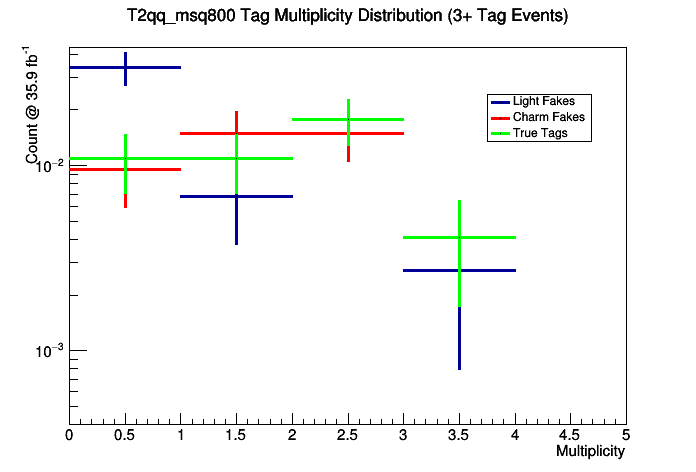 T2qq_msq800 Tag Multiplicity Distribution (3+ Tag Events)
Count @ 35.9 fb⁻¹
10⁻²
10⁻³
Light Fakes
Charm Fakes
True Tags
0 0.5 1 1.5 2 2.5 3 3.5 4 4.5 5
Multiplicity